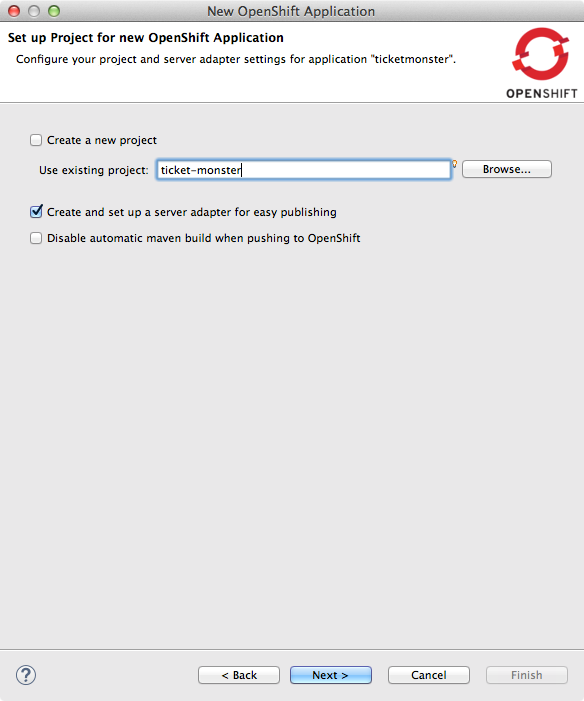 New OpenShift Application
Set up Project for new OpenShift Application
Configure your project and server adapter settings for application "ticketmonster".
OPENSHIFT
Create a new project
Use existing project: ticket-monster Browse...
Create and set up a server adapter for easy publishing
Disable automatic maven build when pushing to OpenShift
? < Back Next > Cancel Finish